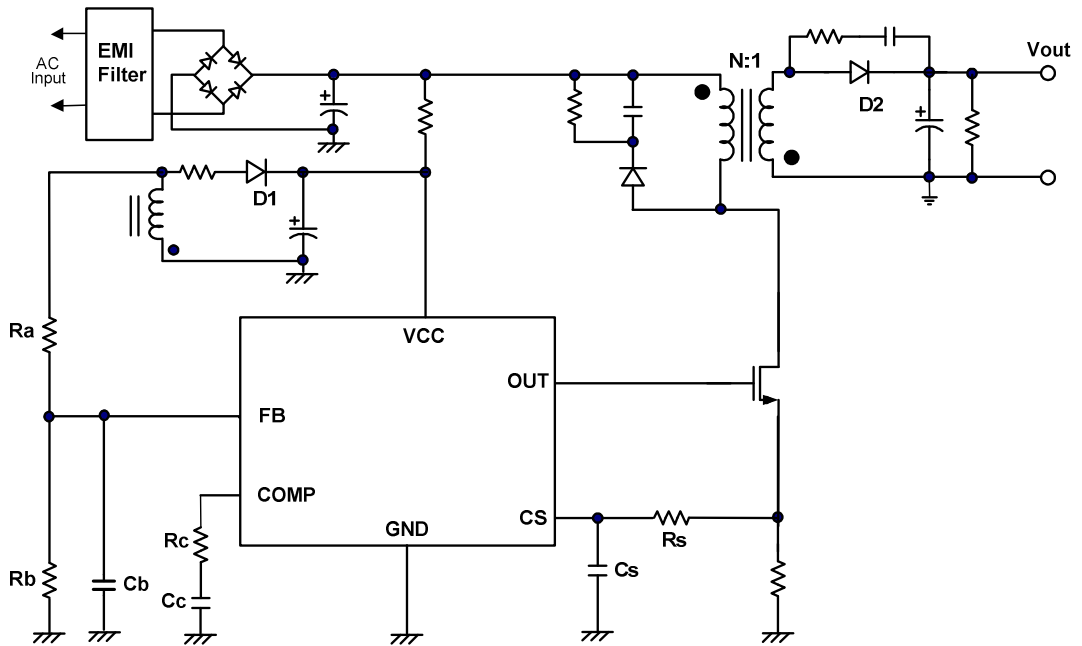 EMI
Filter
AC
Input
N:1
Vout
D2
D1
Ra
VCC
OUT
FB
COMP
CS
GND
Rc
Rs
Rb
Cb
Cc
Cs
+
+
+